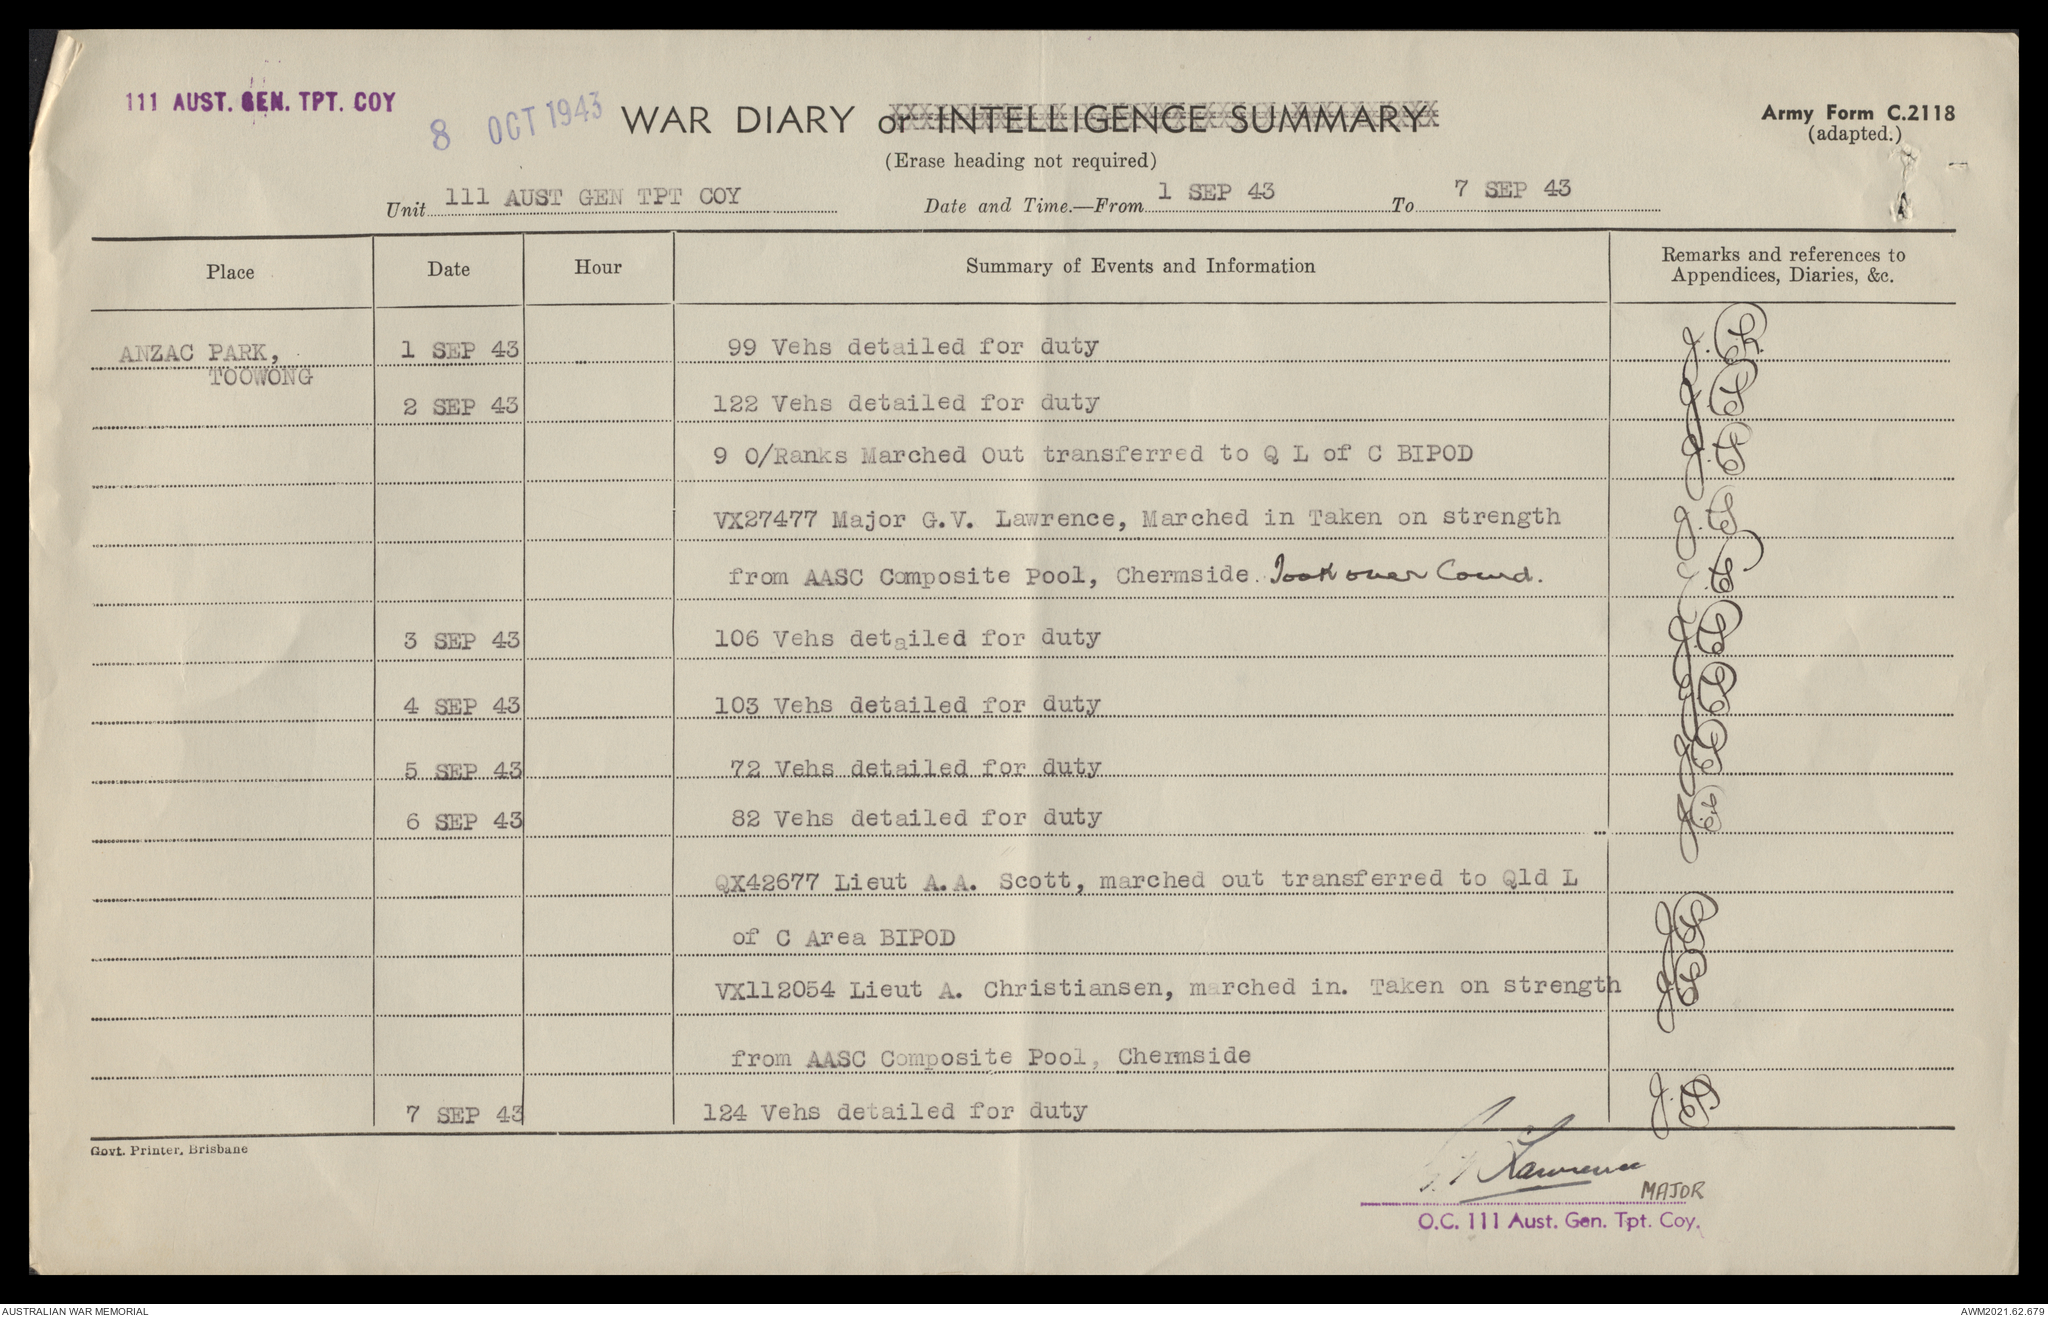 111 AUST. GEN. TPT. COY
8 OCT 1943
WAR DIARY or INTELLIGENCE SUMMARY
Army Form C.2118
(adapted.)
(Erase heading not required)
Unit 111 AUST GEN TPT COY Date and Time.—From 1 SEP 43 To 7 SEP 43
Place Date Hour Summary of Events and Information Remarks and references to
Appendices, Diaries, &c.
ANZAC PARK, 1 SEP 43 99 Vehs detailed for duty
TOOWONG
2 SEP 43 122 Vehs detailed for duty
9 O/Ranks Marched Out transferred to Q L of C BIPOD
VX27477 Major G.V. Lawrence, Marched in Taken on strength
from AASC Composite Pool, Chermside. Took over Comd.
3 SEP 43 106 Vehs detailed for duty
4 SEP 43 103 Vehs detailed for duty
5 SEP 43 72 Vehs detailed for duty
6 SEP 43 82 Vehs detailed for duty
QX42677 Lieut A.A. Scott, marched out transferred to Qld L
of C Area BIPOD
VX112054 Lieut A. Christiansen, marched in. Taken on strength
from AASC Composite Pool, Chermside
7 SEP 43 124 Vehs detailed for duty
Govt. Printer, Brisbane
Lawrence
MAJOR
O.C. 111 Aust. Gen. Tpt. Coy.
AUSTRALIAN WAR MEMORIAL
AWM2021.62.679